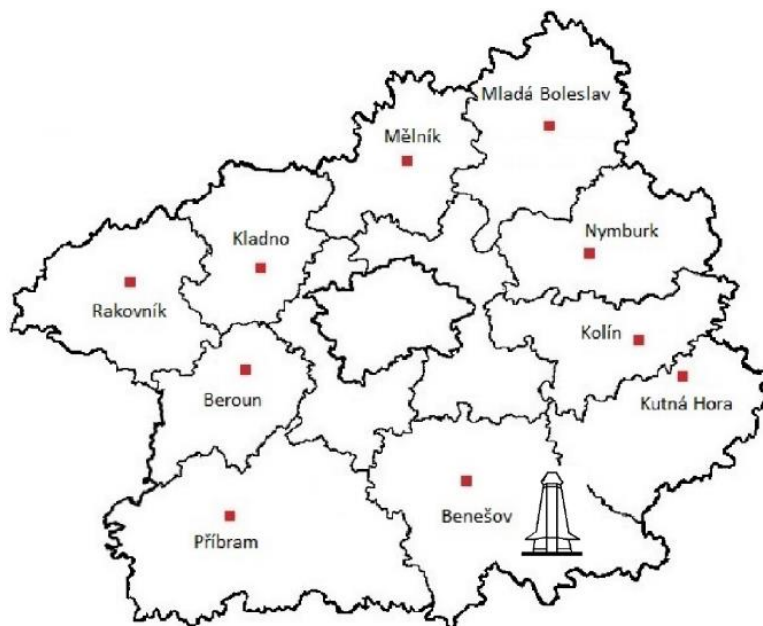 Mladá Boleslav
Mělník
Nymburk
Kladno
Rakovník
Kolín
Beroun
Kutná Hora
Benešov
Příbram